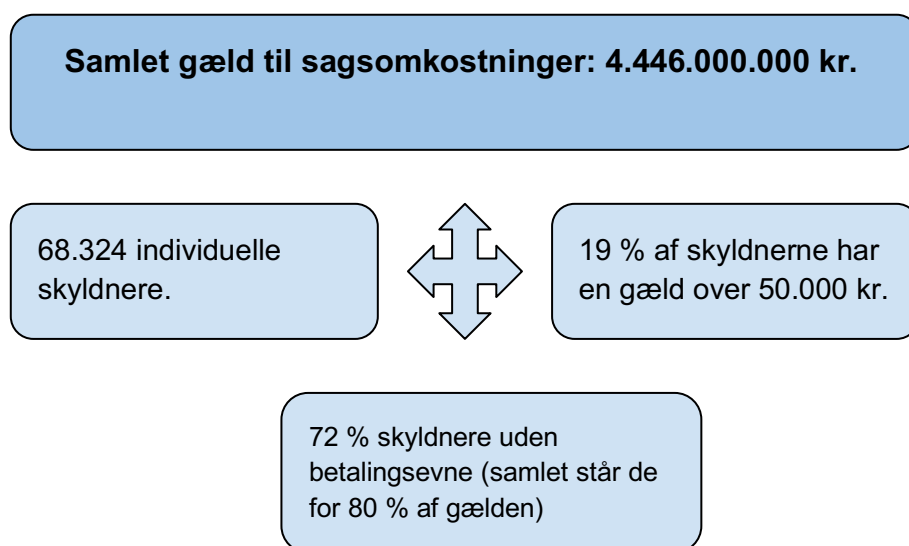 Samlet gæld til sagsomkostninger: 4.446.000.000 kr.
68.324 individuelle
skyldnere.
19 % af skyldnerne har
en gæld over 50.000 kr.
72 % skyldnere uden
betalingsevne (samlet står de
for 80 % af gælden)